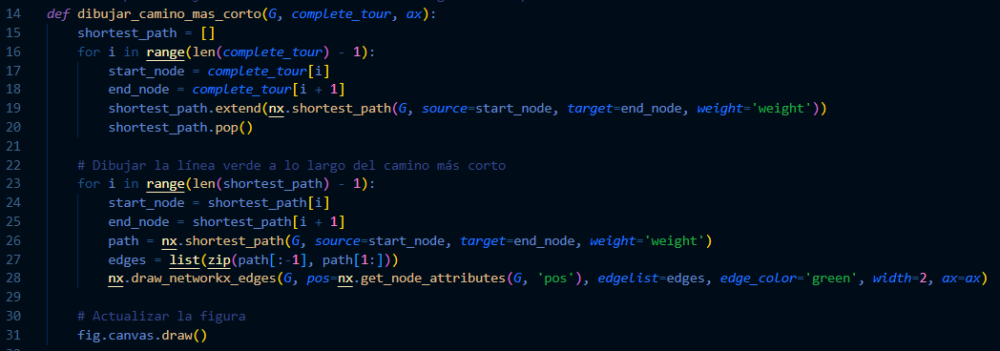 14 def dibujar_camino_mas_corto(G, complete_tour, ax):
15     shortest_path = []
16     for i in range(len(complete_tour) - 1):
17         start_node = complete_tour[i]
18         end_node = complete_tour[i + 1]
19         shortest_path.extend(nx.shortest_path(G, source=start_node, target=end_node, weight='weight'))
20         shortest_path.pop()
21
22     # Dibujar la línea verde a lo largo del camino más corto
23     for i in range(len(shortest_path) - 1):
24         start_node = shortest_path[i]
25         end_node = shortest_path[i + 1]
26         path = nx.shortest_path(G, source=start_node, target=end_node, weight='weight')
27         edges = list(zip(path[:-1], path[1:]))
28         nx.draw_networkx_edges(G, pos=nx.get_node_attributes(G, 'pos'), edgelist=edges, edge_color='green', width=2, ax=ax)
29
30     # Actualizar la figura
31     fig.canvas.draw()